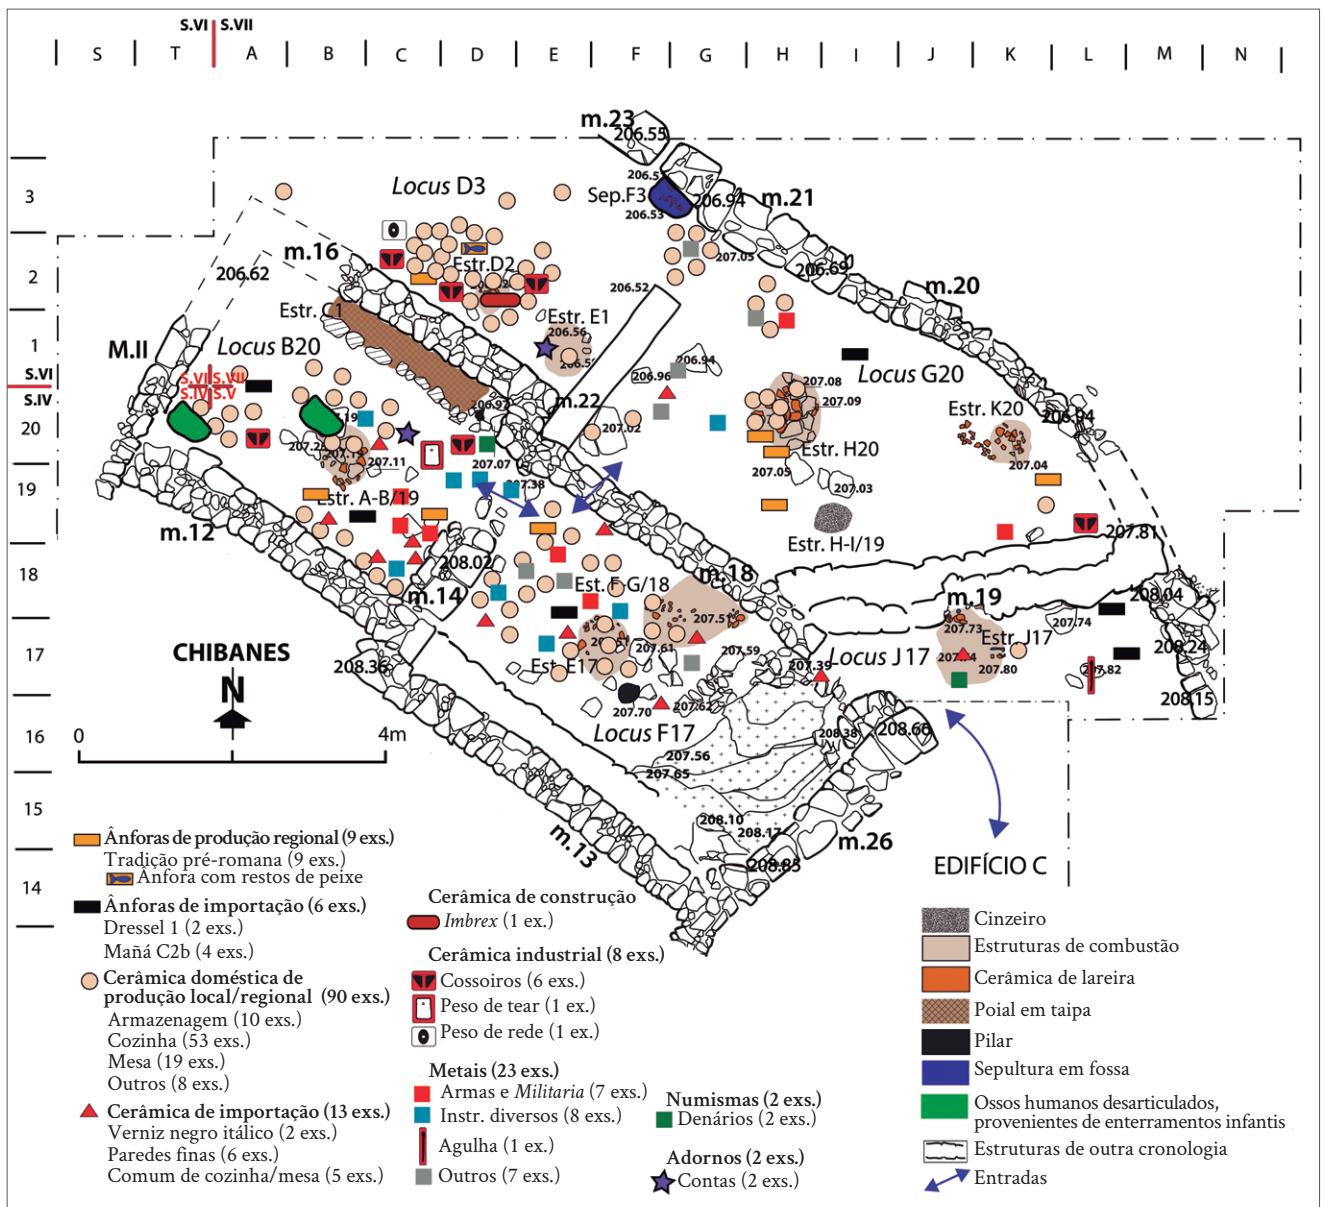 S.VI S.VII
S T A B C D E F G H I J K L M N
m.23
206.55
3
Locus D3
206.5
Sep.F3
206.53
206.94
m.21
m.16
206.62
2
Estr.D2
207.05
206.69
206.52
m.20
Estr. C1
Estr. E1
206.56
1
M.II
Locus B20
206.94
206.96
Locus G20
S.VI
S.IV
S.VI S.VII
S.IV S.V
207.08
207.09
206.97
m.22
Estr. K20
206.94
20
207.02
207.11
207.07
Estr. H20
207.04
207.05
19
Estr. A-B/19
207.03
m.12
Estr. H-I/19
207.81
18
208.02
Est. F-G/18
m.18
m.14
m.19
208.04
207.51
207.73
207.74
Estr. J17
17
CHIBANES
N
208.36
Est. E17
207.61
207.59
207.39
Locus J17
207.80
207.82
208.24
208.15
207.70
207.62
16
0 4m
Locus F17
208.38
208.66
207.56
207.65
15
208.10
208.17
m.13
m.26
208.85
EDIFÍCIO C
14
Ânforas de produção regional (9 exs.)
Tradição pré-romana (9 exs.)
Ânfora com restos de peixe
Ânforas de importação (6 exs.)
Dressel 1 (2 exs.)
Mañá C2b (4 exs.)
Cerâmica doméstica de
produção local/regional (90 exs.)
Armazenagem (10 exs.)
Cozinha (53 exs.)
Mesa (19 exs.)
Outros (8 exs.)
Cerâmica de importação (13 exs.)
Verniz negro itálico (2 exs.)
Paredes finas (6 exs.)
Comum de cozinha/mesa (5 exs.)
Cerâmica de construção
Imbrex (1 ex.)
Cerâmica industrial (8 exs.)
Cossoiros (6 exs.)
Peso de tear (1 ex.)
Peso de rede (1 ex.)
Metais (23 exs.)
Armas e Militaria (7 exs.)
Instr. diversos (8 exs.)
Agulha (1 ex.)
Outros (7 exs.)
Numismas (2 exs.)
Denários (2 exs.)
Adornos (2 exs.)
Contas (2 exs.)
Cinzeiro
Estruturas de combustão
Cerâmica de lareira
Poial em taipa
Pilar
Sepultura em fossa
Ossos humanos desarticulados,
provenientes de enterramentos infantis
Estruturas de outra cronologia
Entradas